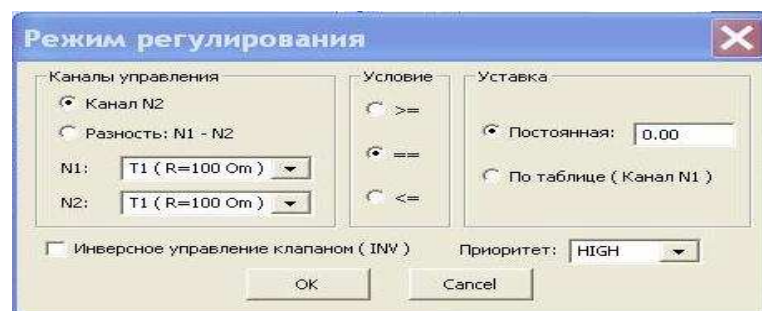 Режим регулирования
Каналы управления
Канал N2
Разность: N1 - N2
N1: T1 ( R=100 Om )
N2: T1 ( R=100 Om )
Условие
>=
==
<=
Уставка
Постоянная: 0.00
По таблице ( Канал N1 )
Инверсное управление клапаном ( INV )
Приоритет: HIGH
OK
Cancel